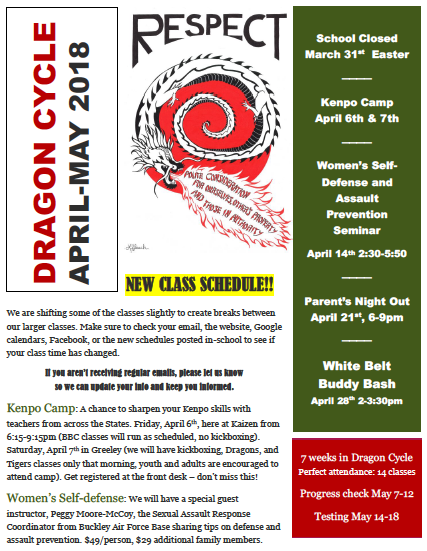 DRAGON CYCLE
APRIL-MAY 2018
RESPECT
POLITE CONSIDERATION
FOR OURSELVES, OTHER'S PROPERTY
AND THOSE IN AUTHORITY
NEW CLASS SCHEDULE!!
We are shifting some of the classes slightly to create breaks between
our larger classes. Make sure to check your email, the website, Google
calendars, Facebook, or the new schedules posted in-school to see if
your class time has changed.
If you aren't receiving regular emails, please let us know
so we can update your info and keep you informed.
Kenpo Camp: A chance to sharpen your Kenpo skills with
teachers from across the States. Friday, April 6th, here at Kaizen from
6:15-9:15pm (BBC classes will run as scheduled, no kickboxing).
Saturday, April 7th in Greeley (we will have kickboxing, Dragons, and
Tigers classes only that morning, youth and adults are encouraged to
attend camp). Get registered at the front desk – don't miss this!
Women's Self-defense: We will have a special guest
instructor, Peggy Moore-McCoy, the Sexual Assault Response
Coordinator from Buckley Air Force Base sharing tips on defense and
assault prevention. $49/person, $29 additional family members.
School Closed
March 31st Easter
Kenpo Camp
April 6th & 7th
Women's Self-
Defense and
Assault
Prevention
Seminar
April 14th 2:30-5:50
Parent's Night Out
April 21st, 6-9pm
White Belt
Buddy Bash
April 28th 2-3:30pm
7 weeks in Dragon Cycle
Perfect attendance: 14 classes
Progress check May 7-12
Testing May 14-18